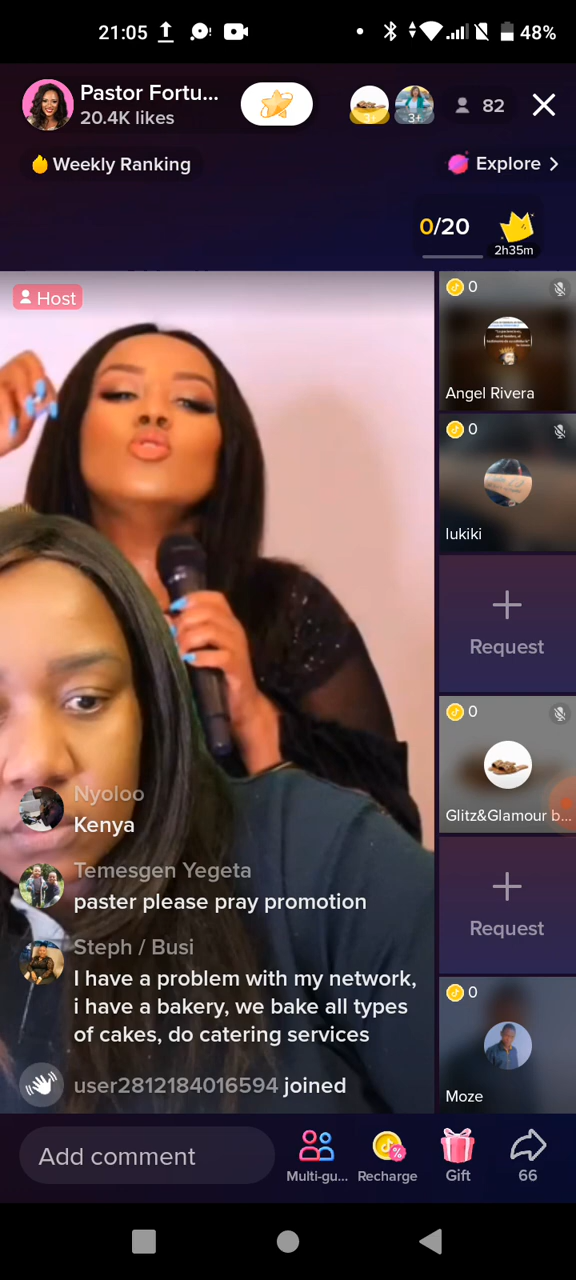 21:05
48%
Pastor Fortu...
20.4K likes
3+
3+
82
Weekly Ranking
Explore >
0/20
2h35m
Host
0
Angel Rivera
0
lukiki
Request
0
Glitz&Glamour b...
Request
0
Moze
Nyoloo
Kenya
Temesgen Yegeta
paster please pray promotion
Steph / Busi
I have a problem with my network,
i have a bakery, we bake all types
of cakes, do catering services
user2812184016594 joined
Add comment
Multi-gu...
Recharge
Gift
66